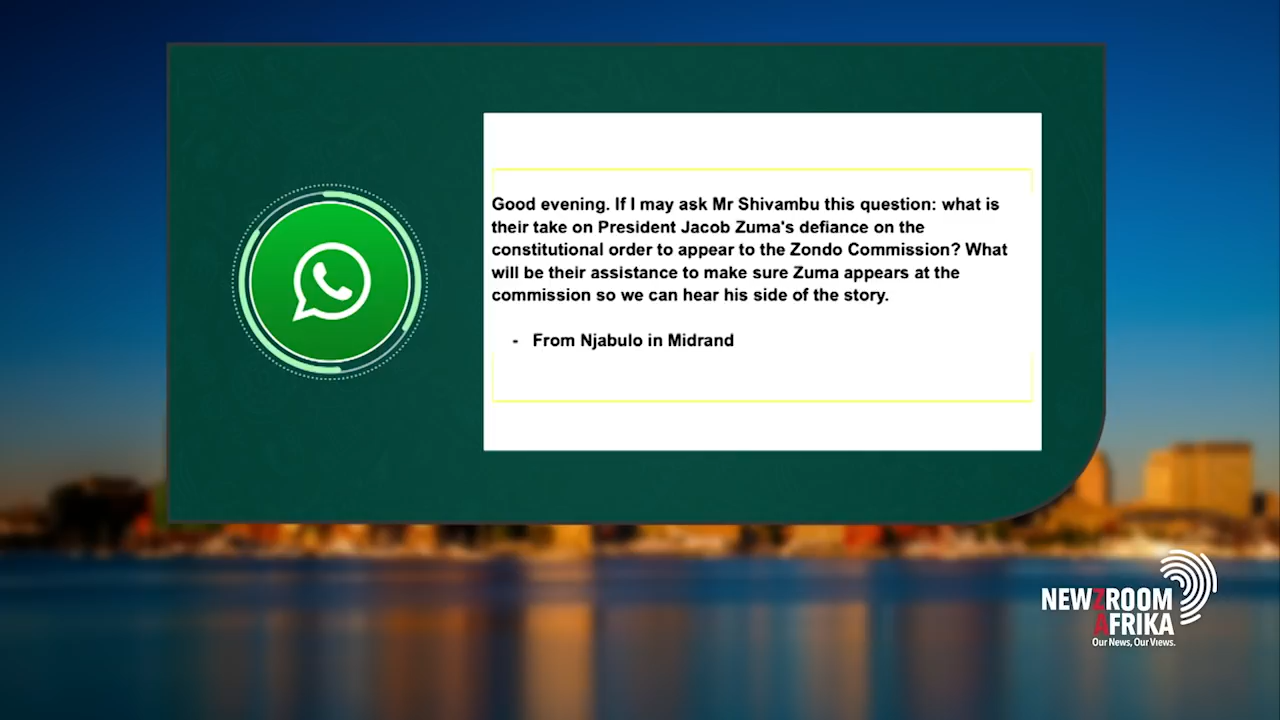 Good evening. If I may ask Mr Shivambu this question: what is
their take on President Jacob Zuma's defiance on the
constitutional order to appear to the Zondo Commission? What
will be their assistance to make sure Zuma appears at the
commission so we can hear his side of the story.
- From Njabulo in Midrand
NEWZROOM
AFRIKA
Our News, Our Views.